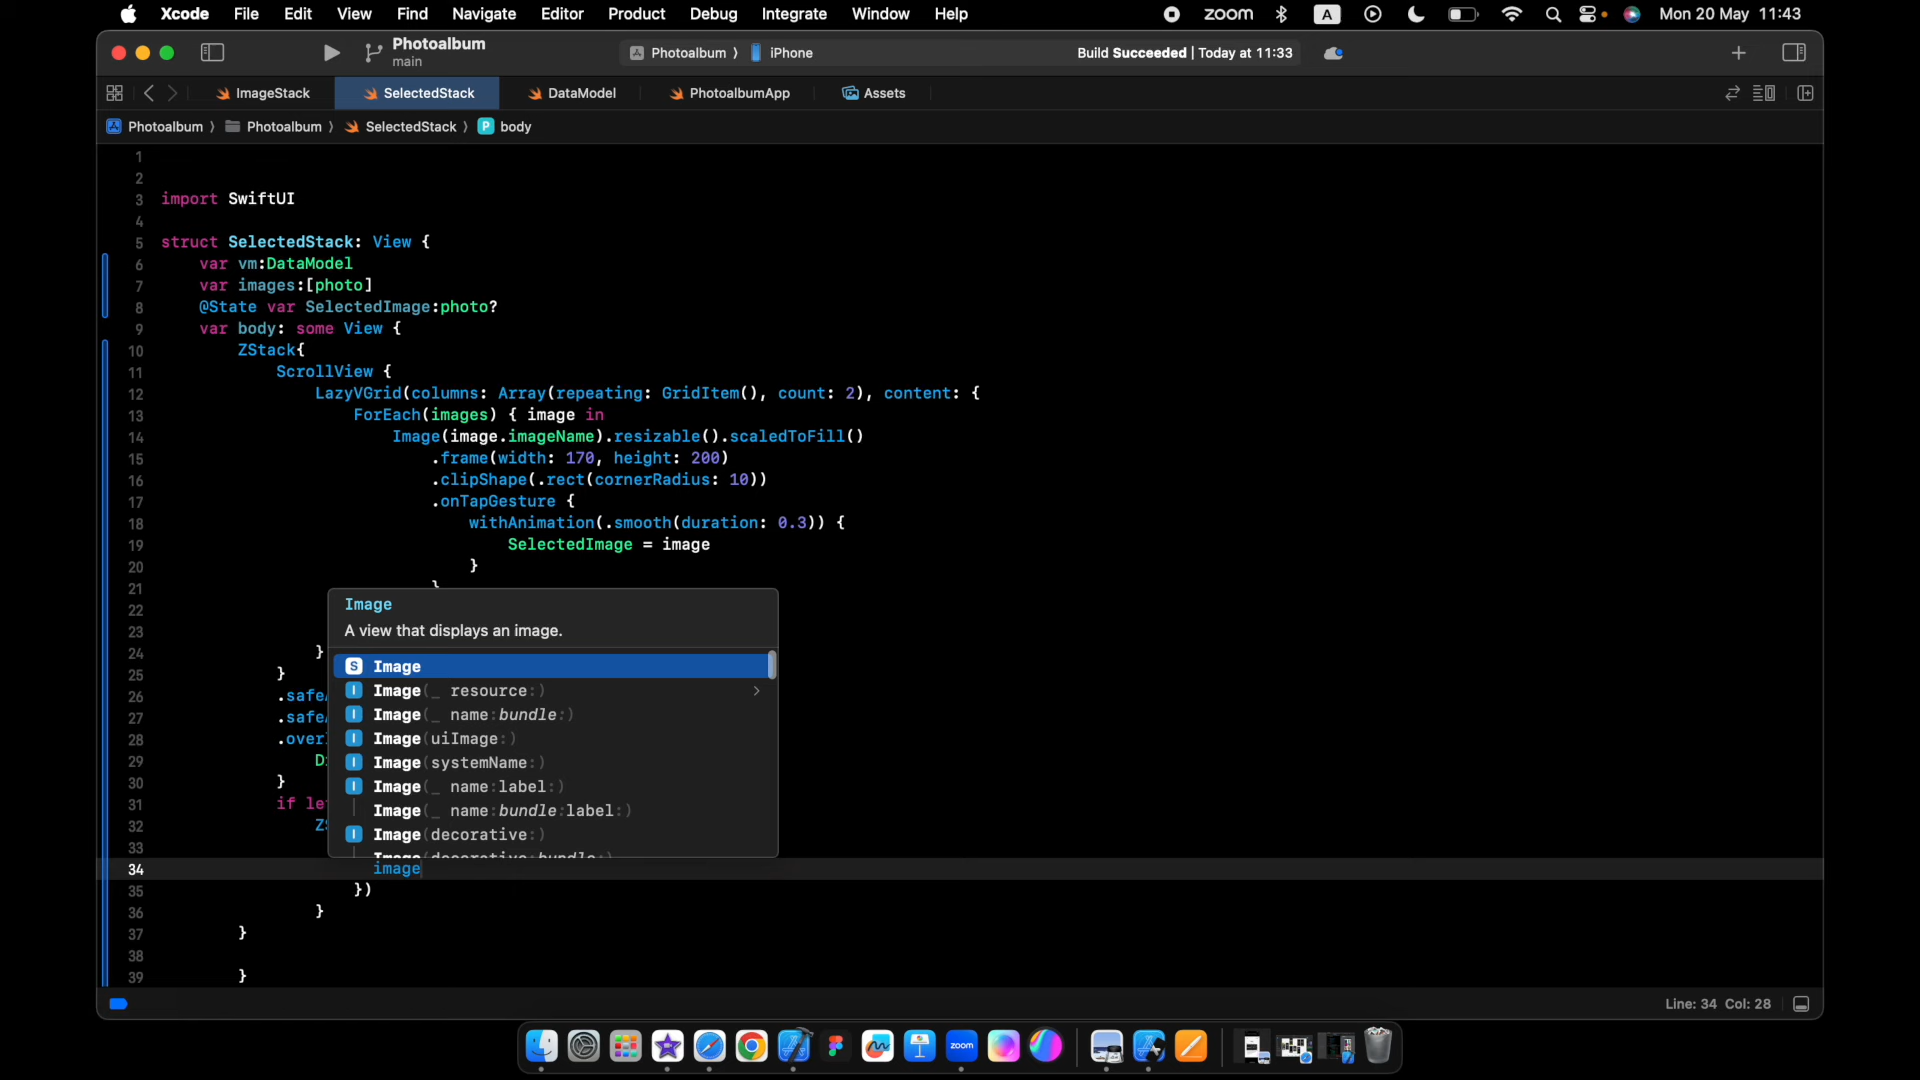 Xcode File Edit View Find Navigate Editor Product Debug Integrate Window Help zoom A Mon 20 May 11:43
Photoalbum
main
Photoalbum 〉 iPhone
Build Succeeded | Today at 11:33
ImageStack SelectedStack DataModel PhotoalbumApp Assets
Photoalbum 〉 Photoalbum 〉 SelectedStack 〉 P body
1
2
3 import SwiftUI
4
5 struct SelectedStack: View {
6 var vm:DataModel
7 var images:[photo]
8 @State var SelectedImage:photo?
9 var body: some View {
10 ZStack{
11 ScrollView {
12 LazyVGrid(columns: Array(repeating: GridItem(), count: 2), content: {
13 ForEach(images) { image in
14 Image(image.imageName).resizable().scaledToFill()
15 .frame(width: 170, height: 200)
16 .clipShape(.rect(cornerRadius: 10))
17 .onTapGesture {
18 withAnimation(.smooth(duration: 0.3)) {
19 SelectedImage = image
20 }
21 }
22
23
24 }
25 }
26 .safe
27 .safe
28 .over
29 D
30 }
31 if le
32 Z
33
34 image
35 })
36 }
37 }
38
39 }
Image
A view that displays an image.
S Image
I Image(_ resource:)
I Image(_ name:bundle:)
I Image(uiImage:)
I Image(systemName:)
I Image(_ name:label:)
Image(_ name:bundle:label:)
I Image(decorative:)
Image(decorative:bundle:)
Line: 34 Col: 28
zoom